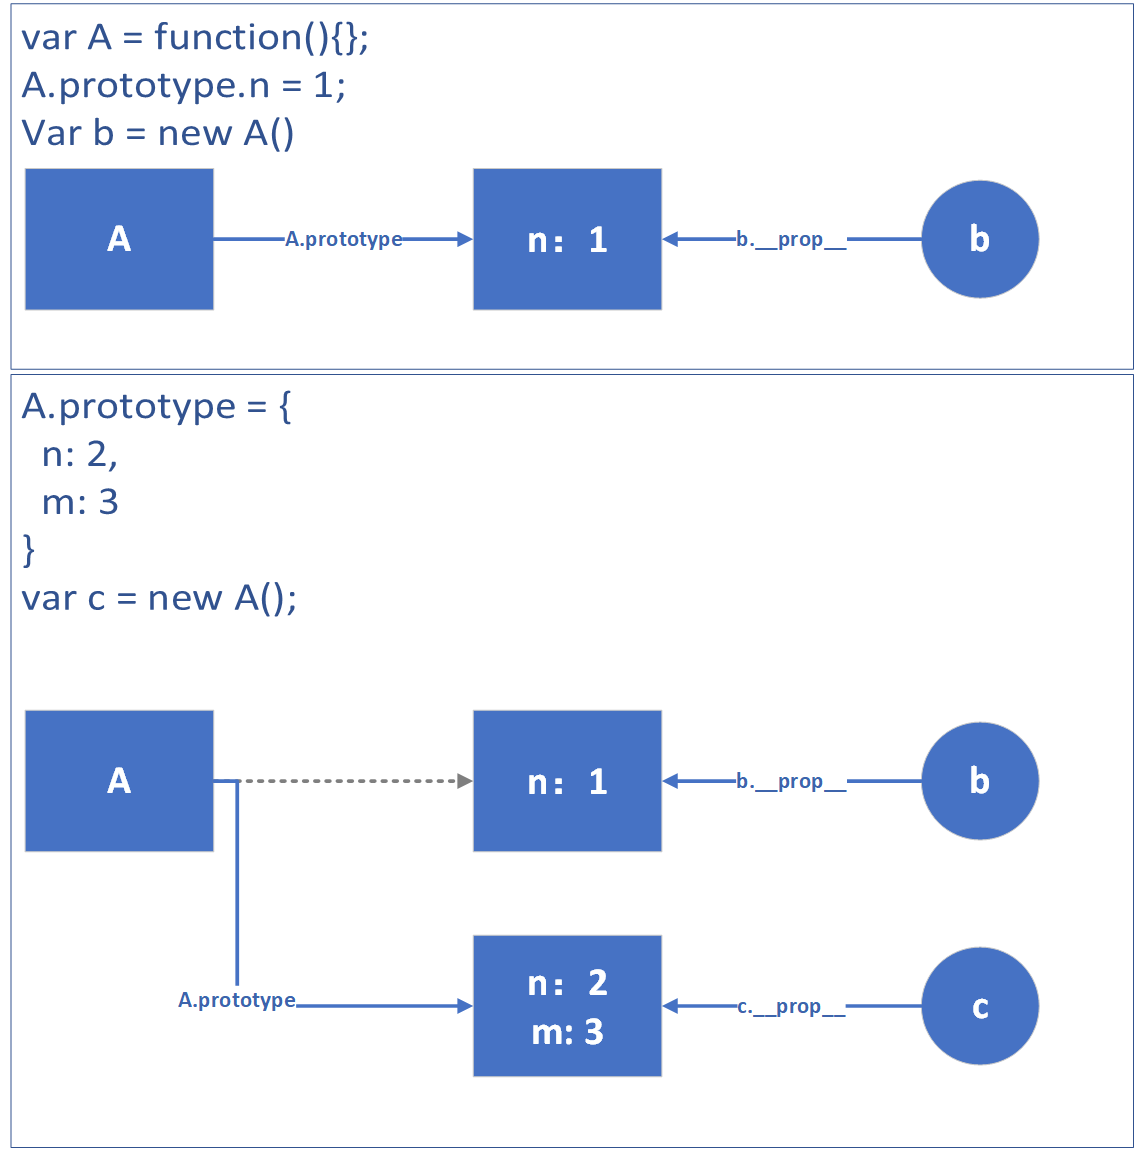 var A = function(){};
A.prototype.n = 1;
Var b = new A()
A
A.prototype
n: 1
b.__prop__
b
A.prototype = {
n: 2,
m: 3
}
var c = new A();
A
n: 1
b.__prop__
b
A.prototype
n: 2
m: 3
c.__prop__
c